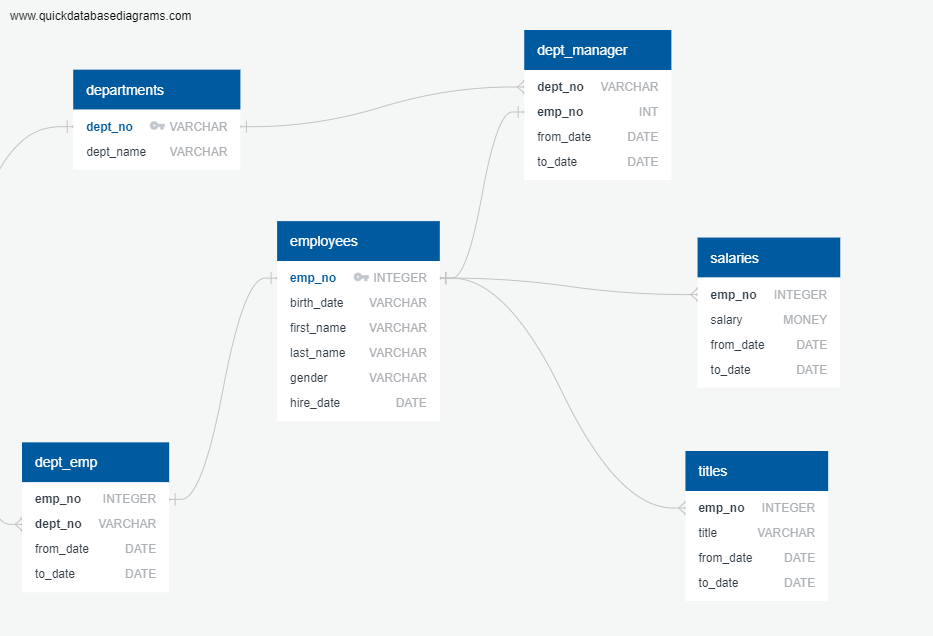 www.quickdatabasediagrams.com
departments
dept_no VARCHAR
dept_name VARCHAR
dept_manager
dept_no VARCHAR
emp_no INT
from_date DATE
to_date DATE
employees
emp_no INTEGER
birth_date VARCHAR
first_name VARCHAR
last_name VARCHAR
gender VARCHAR
hire_date DATE
salaries
emp_no INTEGER
salary MONEY
from_date DATE
to_date DATE
dept_emp
emp_no INTEGER
dept_no VARCHAR
from_date DATE
to_date DATE
titles
emp_no INTEGER
title VARCHAR
from_date DATE
to_date DATE